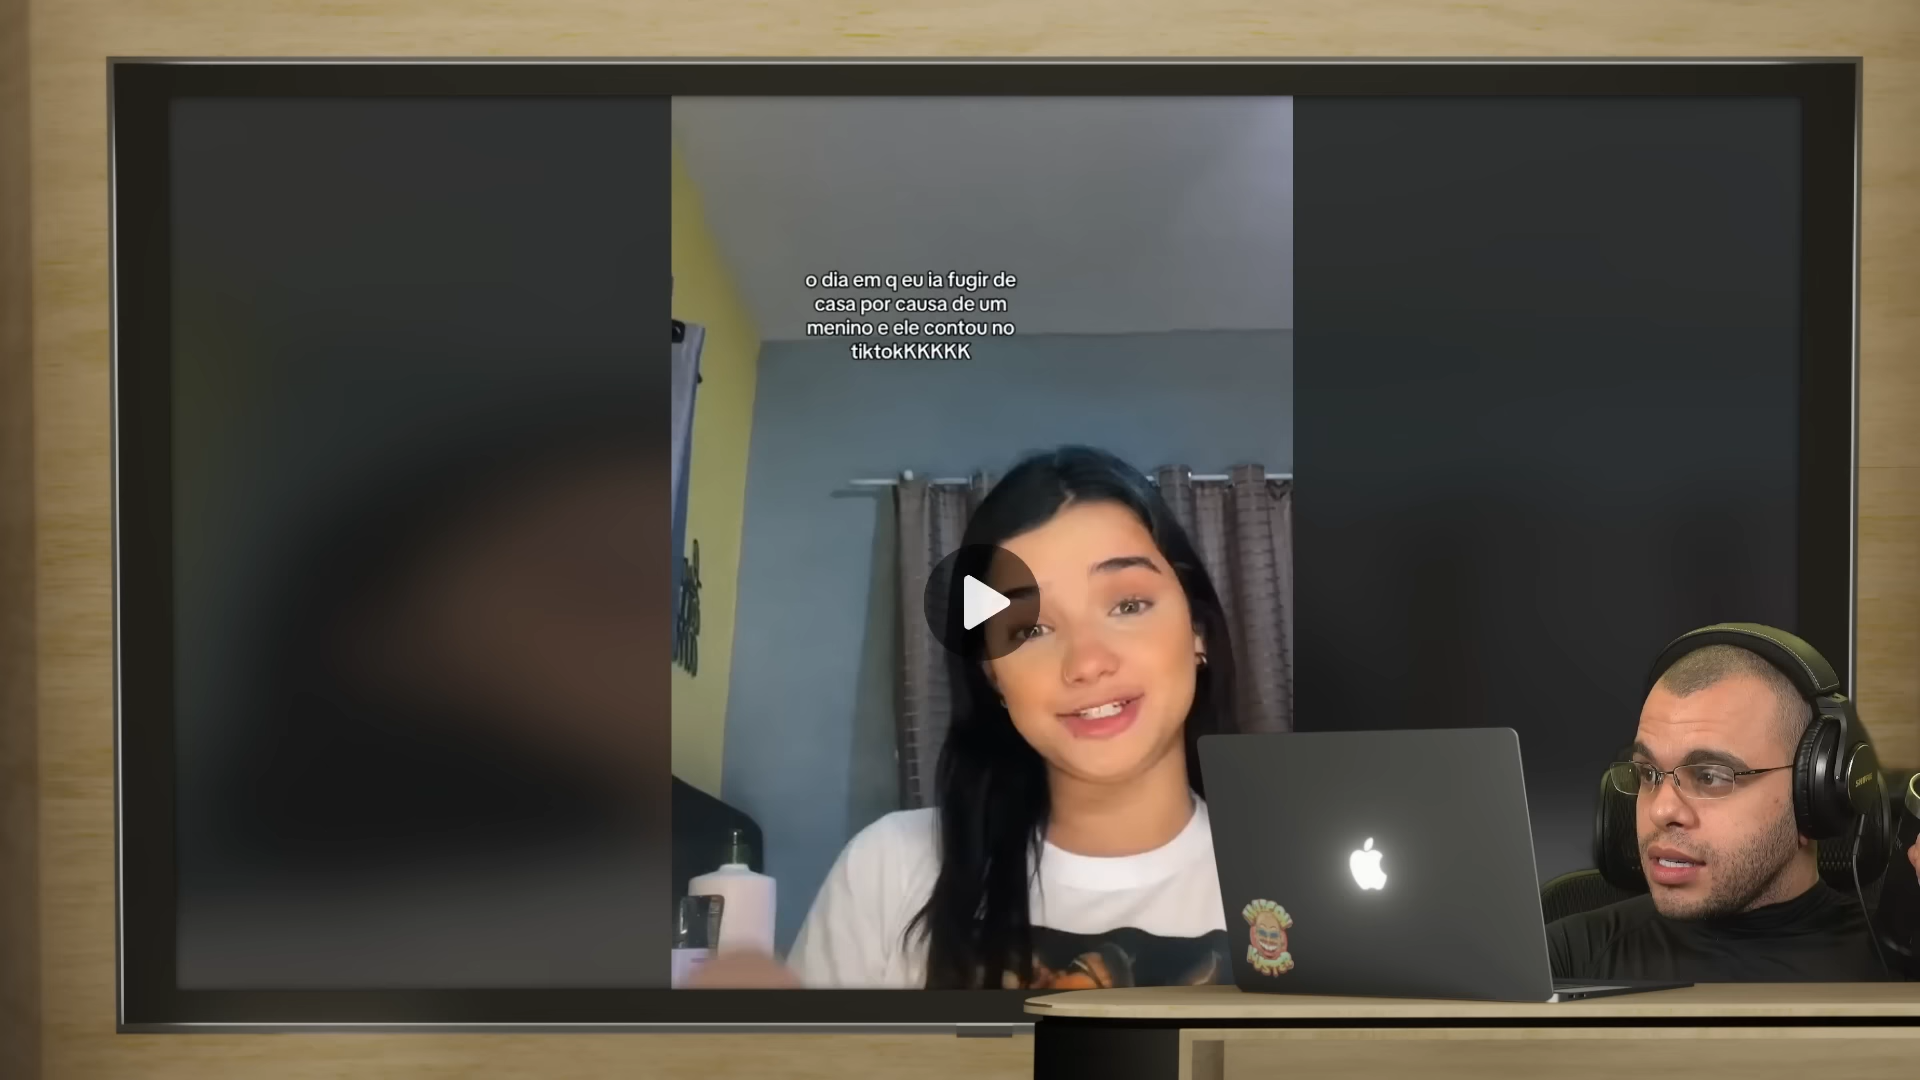 o dia em q eu ia fugir de
casa por causa de um
menino e ele contou no
tiktokKKKKK